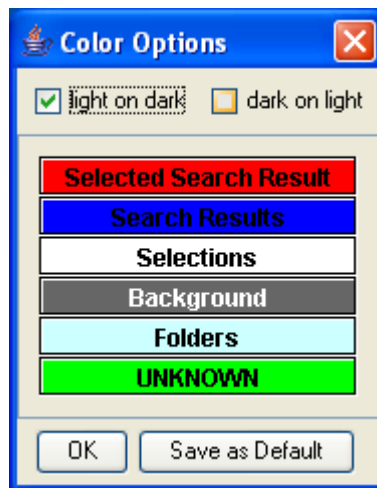 Color Options
light on dark dark on light
Selected Search Result
Search Results
Selections
Background
Folders
UNKNOWN
OK Save as Default